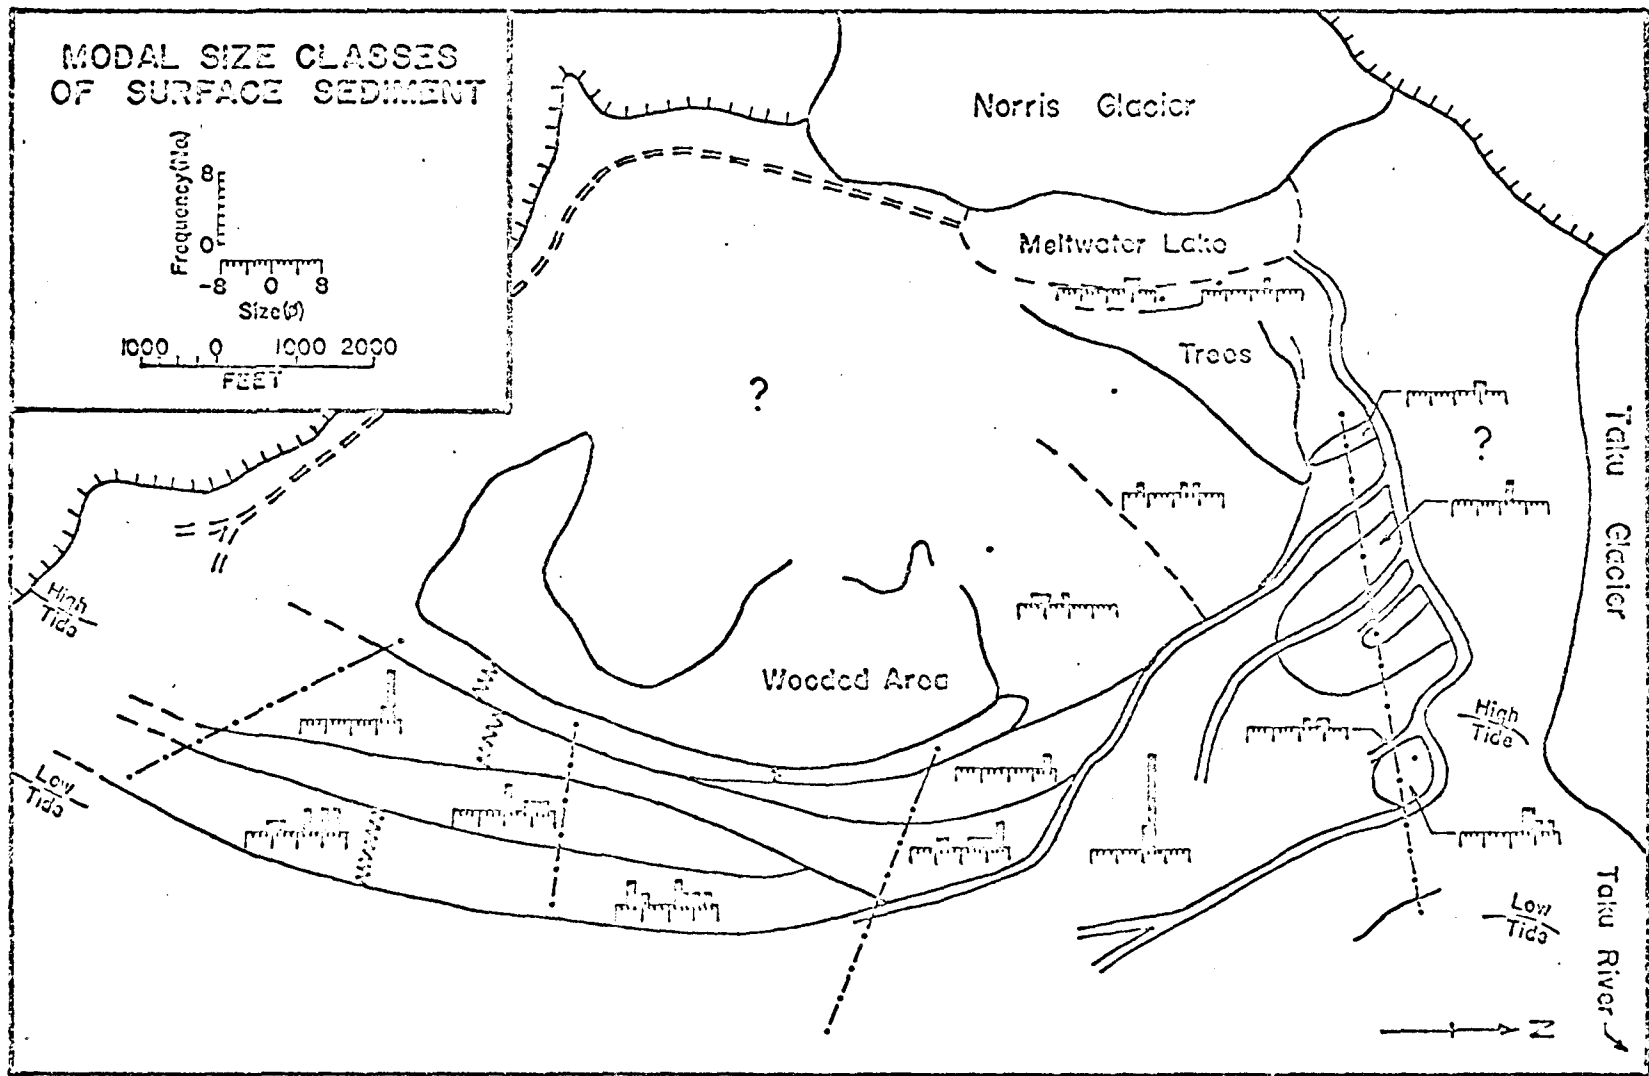 MODAL SIZE CLASSES
OF SURFACE SEDIMENT
Frequency(No)
8
0
-8 0 8
Size(ø)
1000 0 1000 2000
FEET
Norris Glacier
Meltwater Lake
Trees
?
?
Taku Glacier
High
Tide
Wooded Area
High
Tide
Low
Tide
Low
Tide
Taku River
N